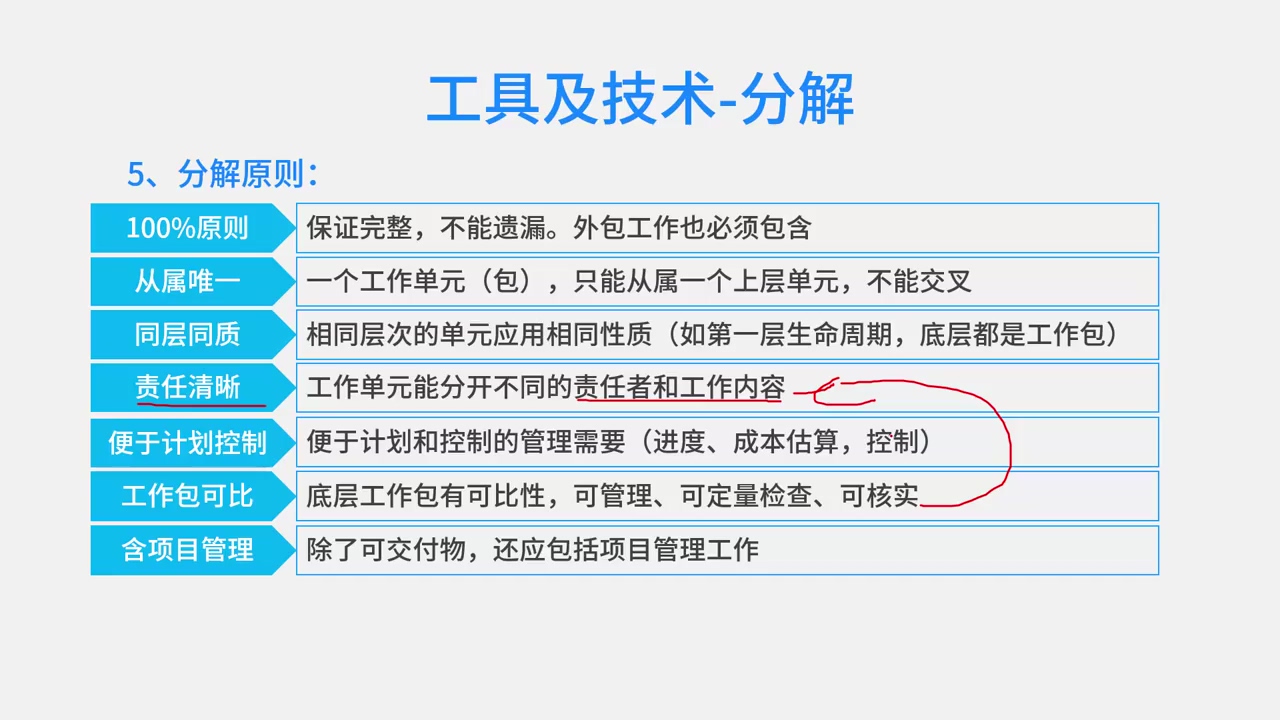 工具及技术-分解
5、分解原则：
100%原则 保证完整，不能遗漏。外包工作也必须包含
从属唯一 一个工作单元（包），只能从属一个上层单元，不能交叉
同层同质 相同层次的单元应用相同性质（如第一层生命周期，底层都是工作包）
责任清晰 工作单元能分开不同的责任者和工作内容
便于计划控制 便于计划和控制的管理需要（进度、成本估算，控制）
工作包可比 底层工作包有可比性，可管理、可定量检查、可核实
含项目管理 除了可交付物，还应包括项目管理工作